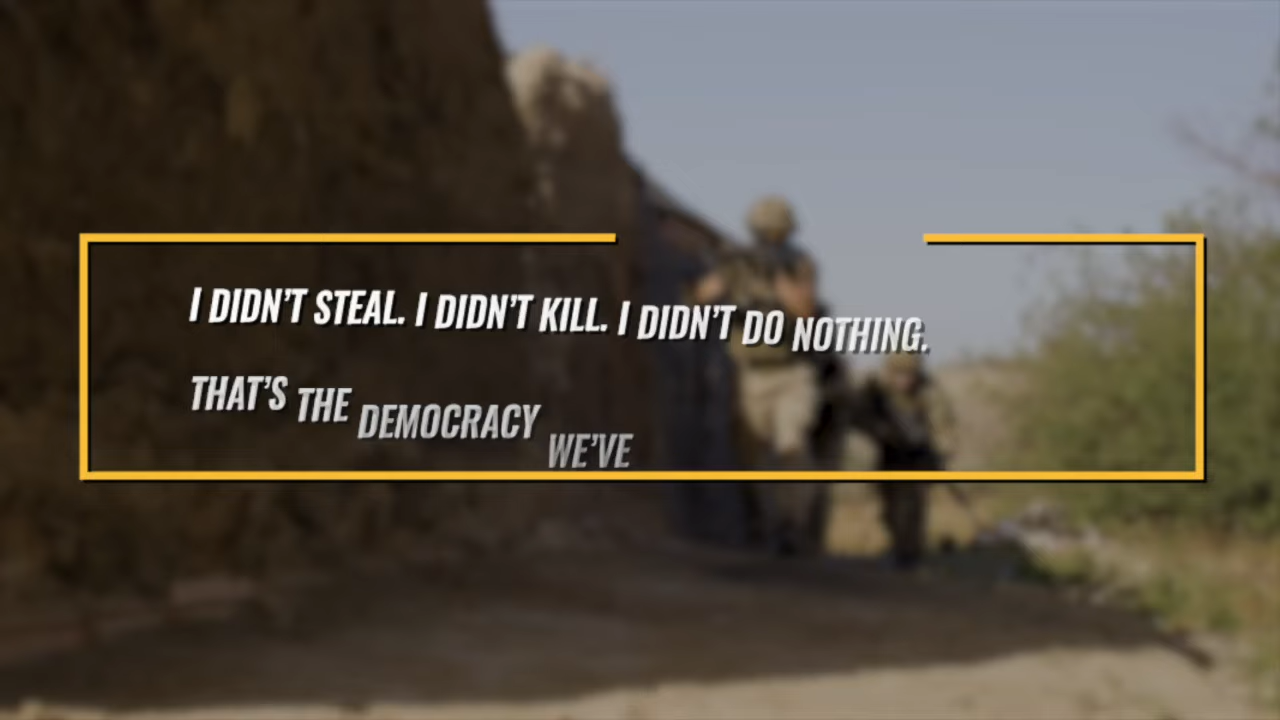 I DIDN'T STEAL. I DIDN'T KILL. I DIDN'T DO NOTHING.
THAT'S THE DEMOCRACY WE'VE